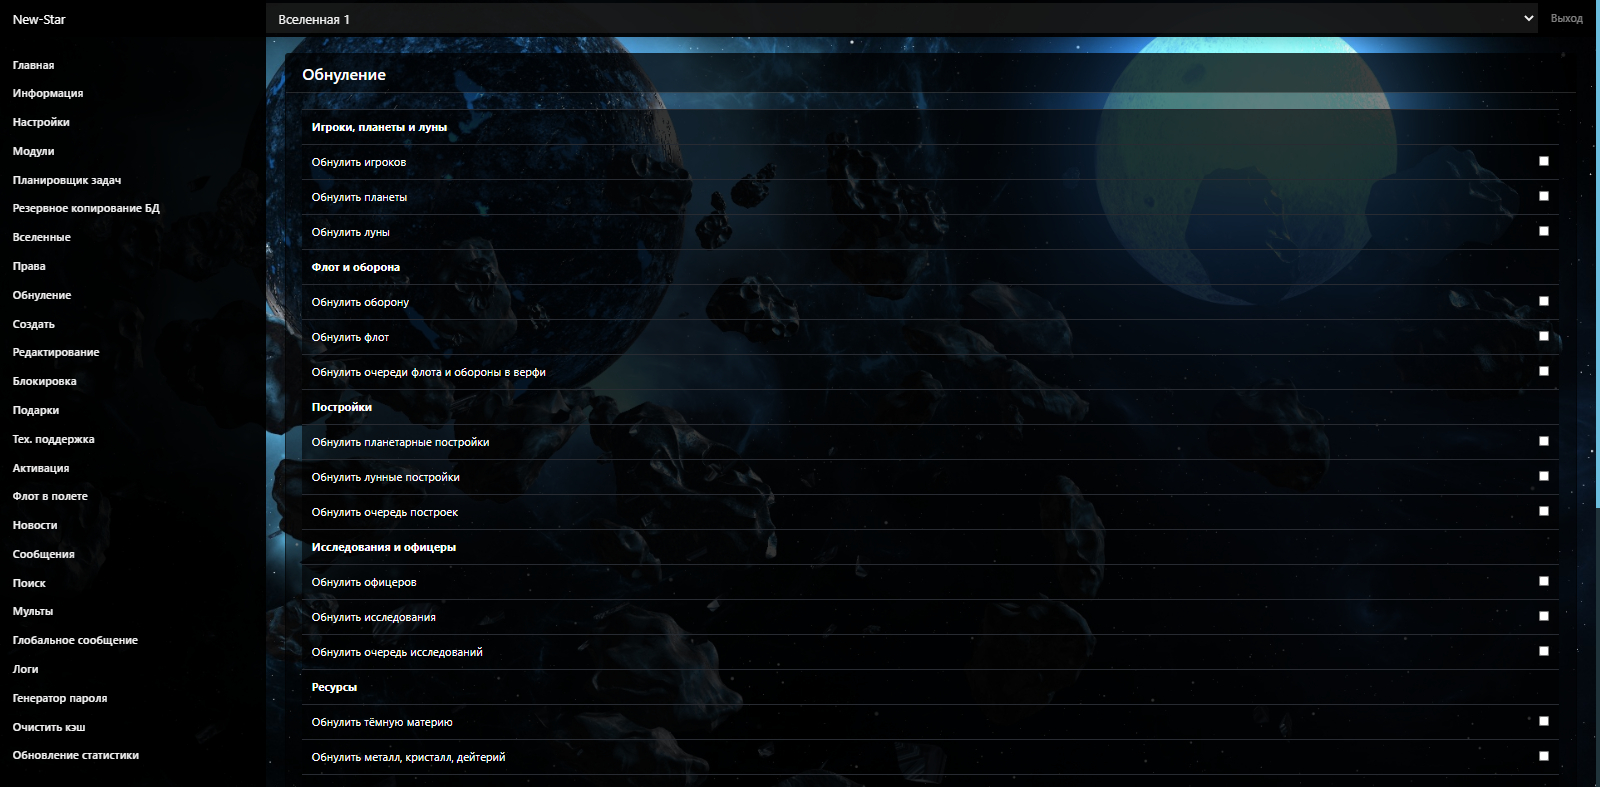 New-Star
Вселенная 1
Выход
Главная
Информация
Настройки
Модули
Планировщик задач
Резервное копирование БД
Вселенные
Права
Обнуление
Создать
Редактирование
Блокировка
Подарки
Тех. поддержка
Активация
Флот в полете
Новости
Сообщения
Поиск
Мульты
Глобальное сообщение
Логи
Генератор пароля
Очистить кэш
Обновление статистики
Обнуление
Игроки, планеты и луны
Обнулить игроков
Обнулить планеты
Обнулить луны
Флот и оборона
Обнулить оборону
Обнулить флот
Обнулить очереди флота и обороны в верфи
Постройки
Обнулить планетарные постройки
Обнулить лунные постройки
Обнулить очередь построек
Исследования и офицеры
Обнулить офицеров
Обнулить исследования
Обнулить очередь исследований
Ресурсы
Обнулить тёмную материю
Обнулить металл, кристалл, дейтерий